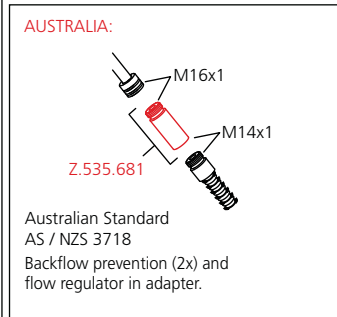 AUSTRALIA:
M16x1
M14x1
Z.535.681
Australian Standard
AS / NZS 3718
Backflow prevention (2x) and
flow regulator in adapter.